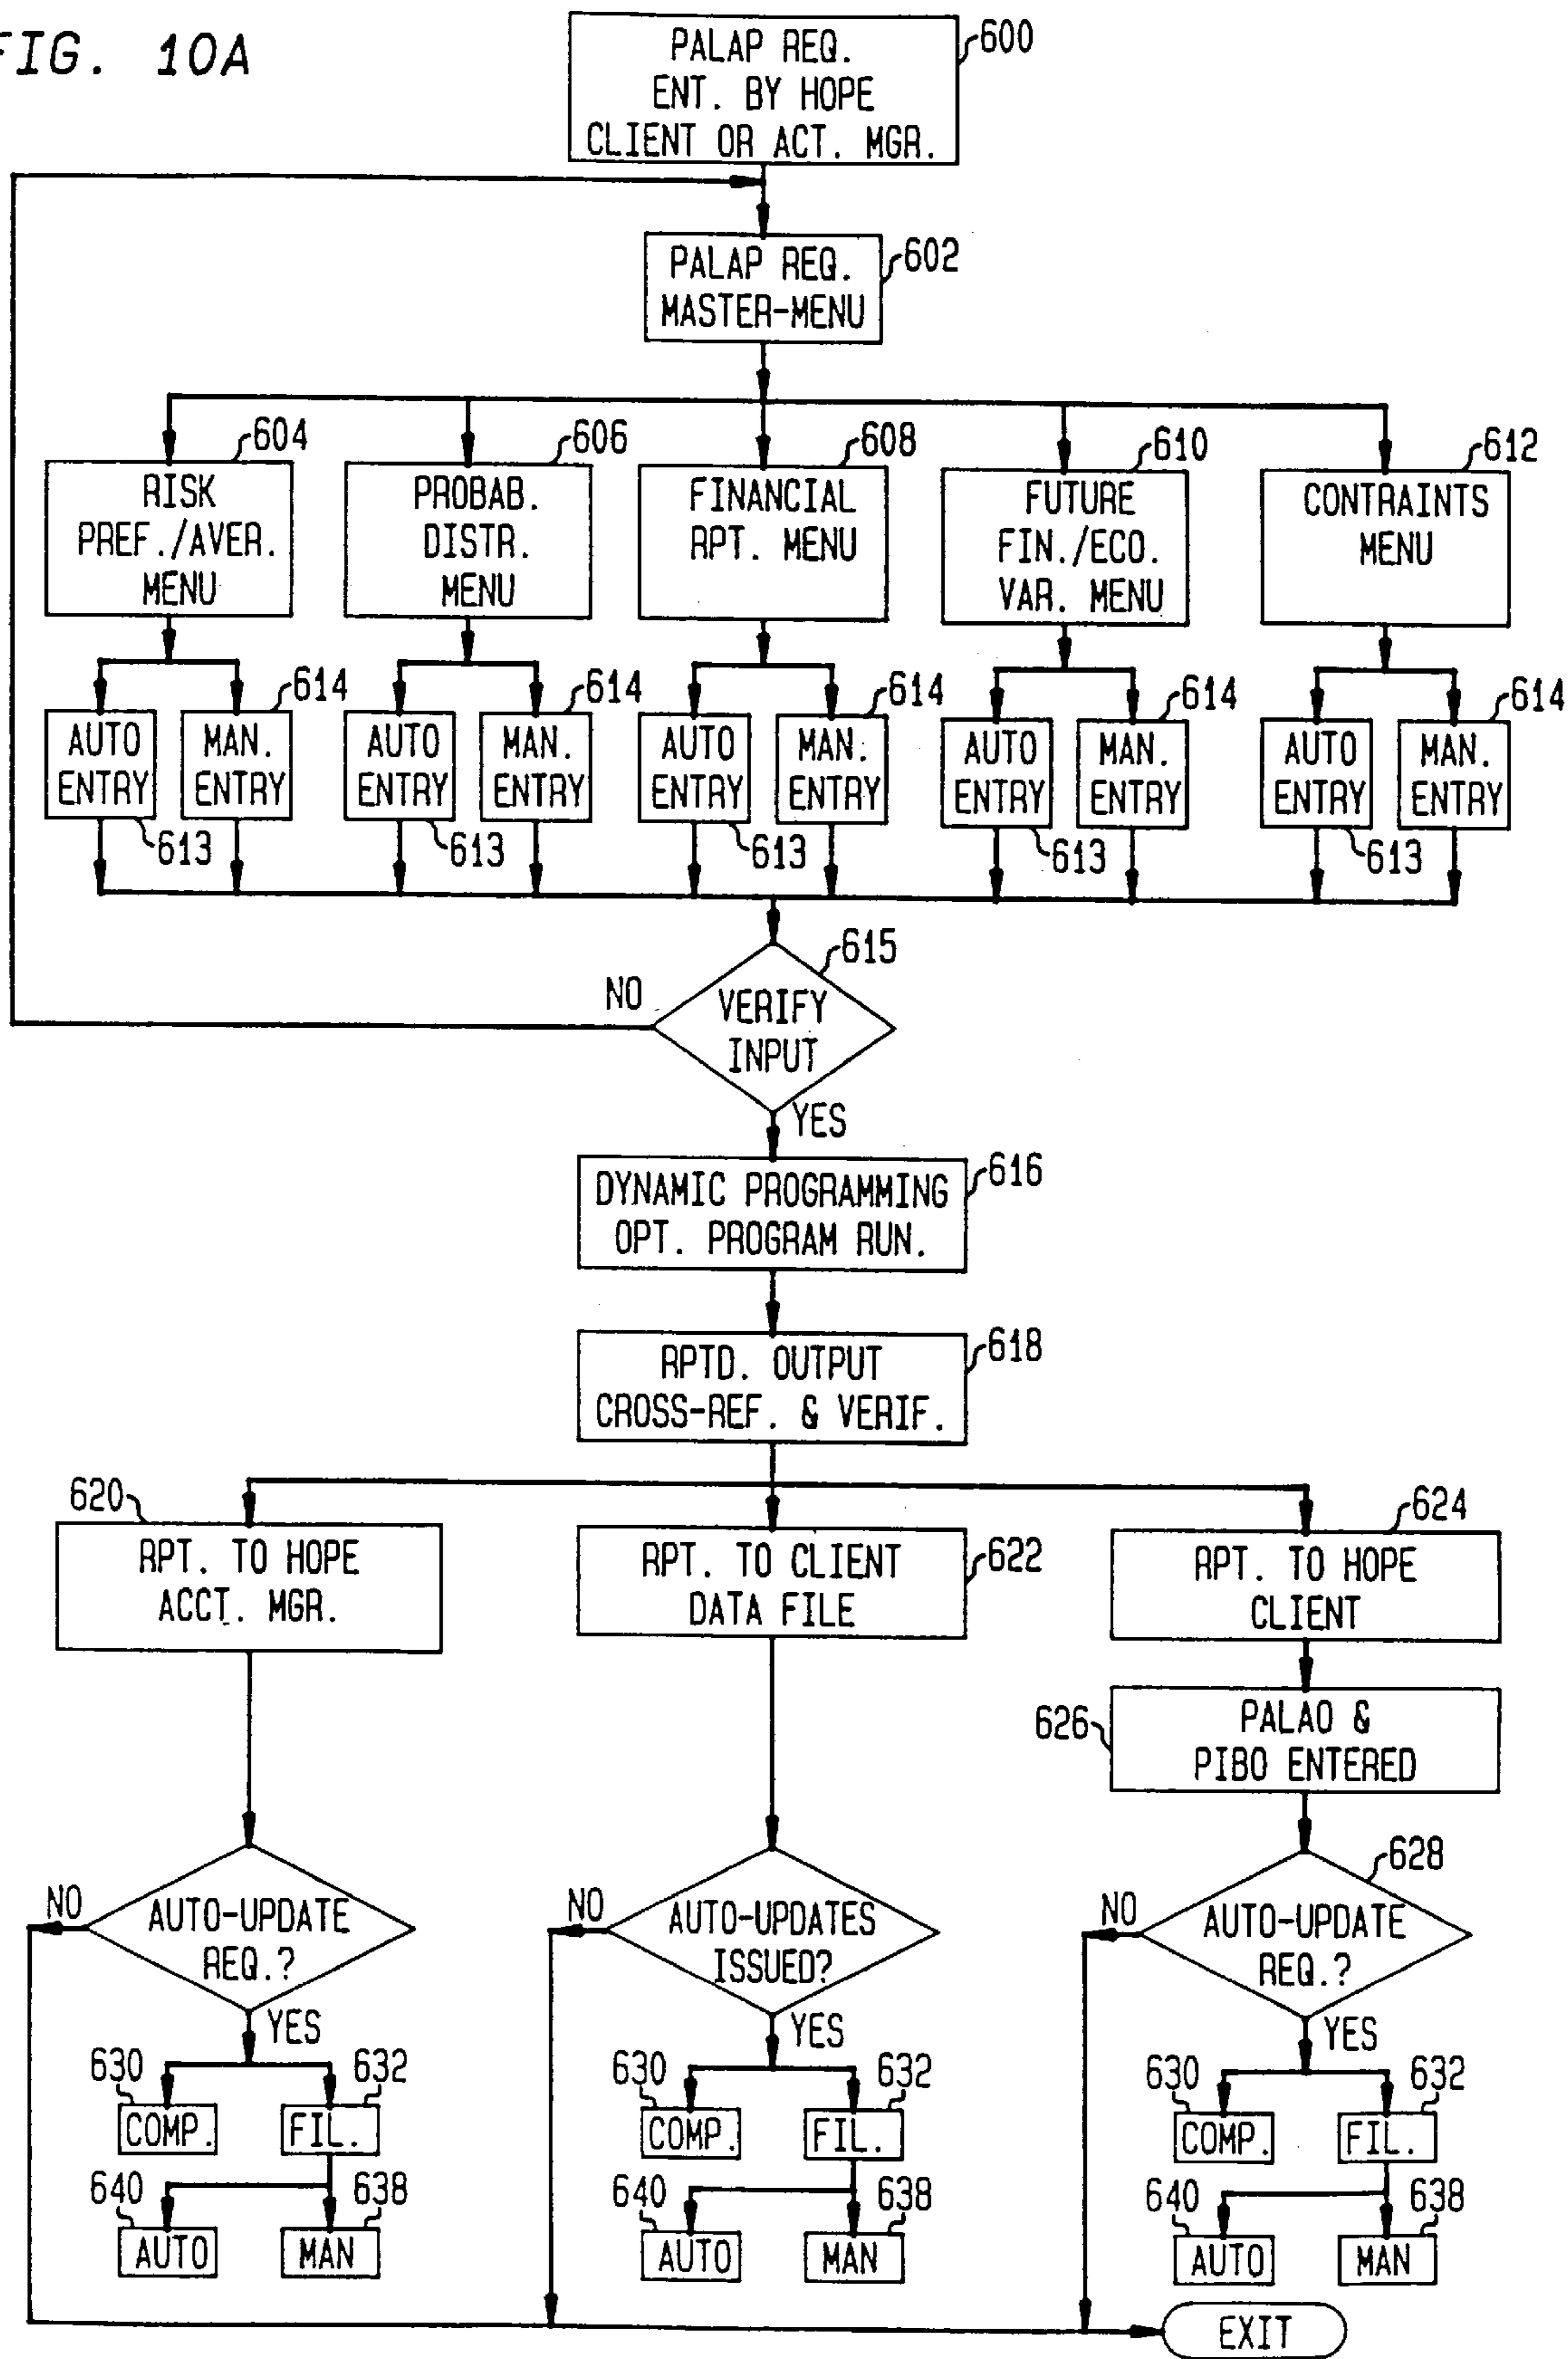 FIG. 10A
PALAP REQ.
ENT. BY HOPE
CLIENT OR ACT. MGR.
600
PALAP REQ.
MASTER-MENU
602
604
RISK
PREF./AVER.
MENU
606
PROBAB.
DISTR.
MENU
608
FINANCIAL
RPT. MENU
610
FUTURE
FIN./ECO.
VAR. MENU
612
CONTRAINTS
MENU
AUTO
ENTRY
613
614
MAN.
ENTRY
AUTO
ENTRY
613
614
MAN.
ENTRY
AUTO
ENTRY
613
614
MAN.
ENTRY
AUTO
ENTRY
613
614
MAN.
ENTRY
AUTO
ENTRY
613
614
MAN.
ENTRY
615
VERIFY
INPUT
NO
YES
DYNAMIC PROGRAMMING
OPT. PROGRAM RUN.
616
RPTD. OUTPUT
CROSS-REF. & VERIF.
618
620
RPT. TO HOPE
ACCT. MGR.
RPT. TO CLIENT
DATA FILE
622
624
RPT. TO HOPE
CLIENT
626
PALAO &
PIBO ENTERED
NO
AUTO-UPDATE
REQ.?
YES
NO
AUTO-UPDATES
ISSUED?
YES
628
NO
AUTO-UPDATE
REQ.?
YES
630
COMP.
632
FIL.
630
COMP.
632
FIL.
630
COMP.
632
FIL.
640
AUTO
638
MAN
640
AUTO
638
MAN
640
AUTO
638
MAN
EXIT